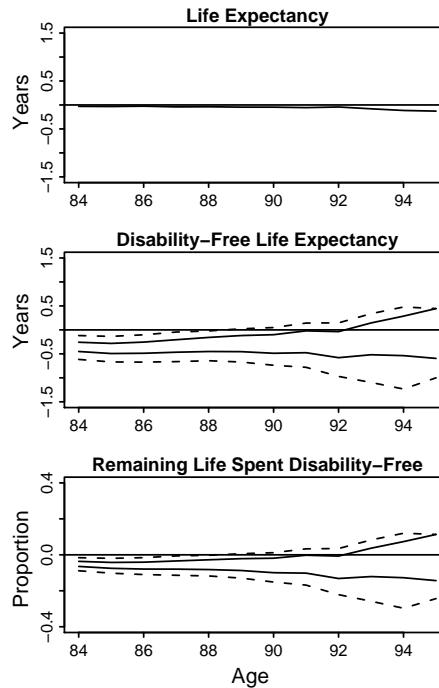 Life Expectancy
Years
1.5
0.5
−0.5
−1.5
84 86 88 90 92 94
Disability−Free Life Expectancy
Years
1.5
0.5
−0.5
−1.5
84 86 88 90 92 94
Remaining Life Spent Disability−Free
Proportion
0.4
0.0
−0.4
84 86 88 90 92 94
Age